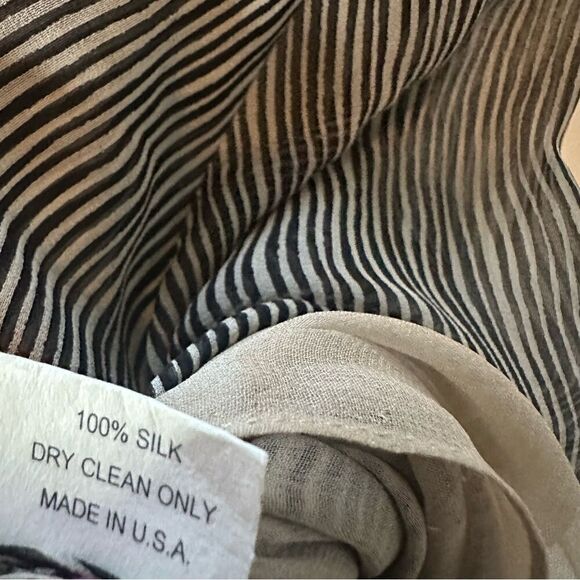 100% SILK
DRY CLEAN ONLY
MADE IN U.S.A.